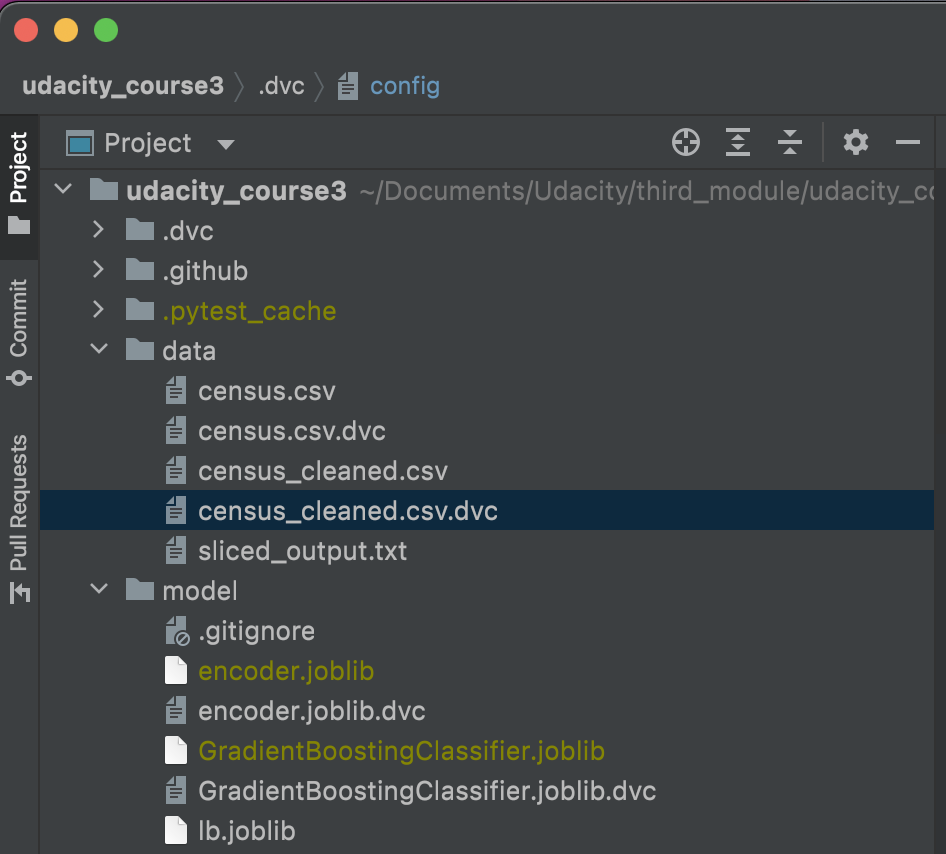 udacity_course3 .dvc config
Project
Project
Commit
Pull Requests
udacity_course3 ~/Documents/Udacity/third_module/udacity_co
.dvc
.github
.pytest_cache
data
census.csv
census.csv.dvc
census_cleaned.csv
census_cleaned.csv.dvc
sliced_output.txt
model
.gitignore
encoder.joblib
encoder.joblib.dvc
GradientBoostingClassifier.joblib
GradientBoostingClassifier.joblib.dvc
lb.joblib